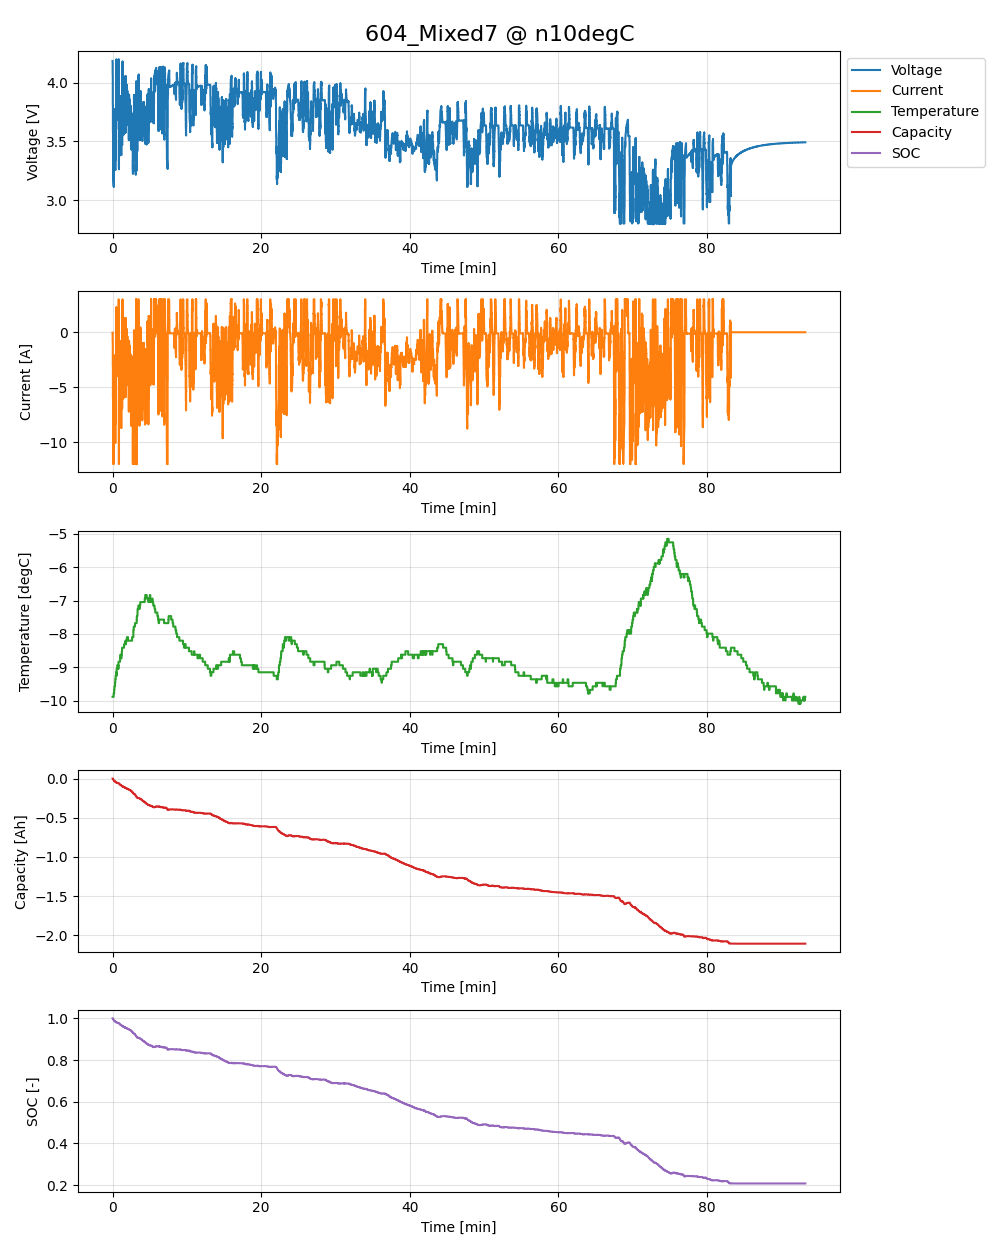 604_Mixed7 @ n10degC
Voltage
Current
Temperature
Capacity
SOC
Voltage [V]
4.0
3.5
3.0
0 20 40 60 80
Time [min]
Current [A]
0
−5
−10
0 20 40 60 80
Time [min]
Temperature [degC]
−5
−6
−7
−8
−9
−10
0 20 40 60 80
Time [min]
Capacity [Ah]
0.0
−0.5
−1.0
−1.5
−2.0
0 20 40 60 80
Time [min]
SOC [-]
1.0
0.8
0.6
0.4
0.2
0 20 40 60 80
Time [min]